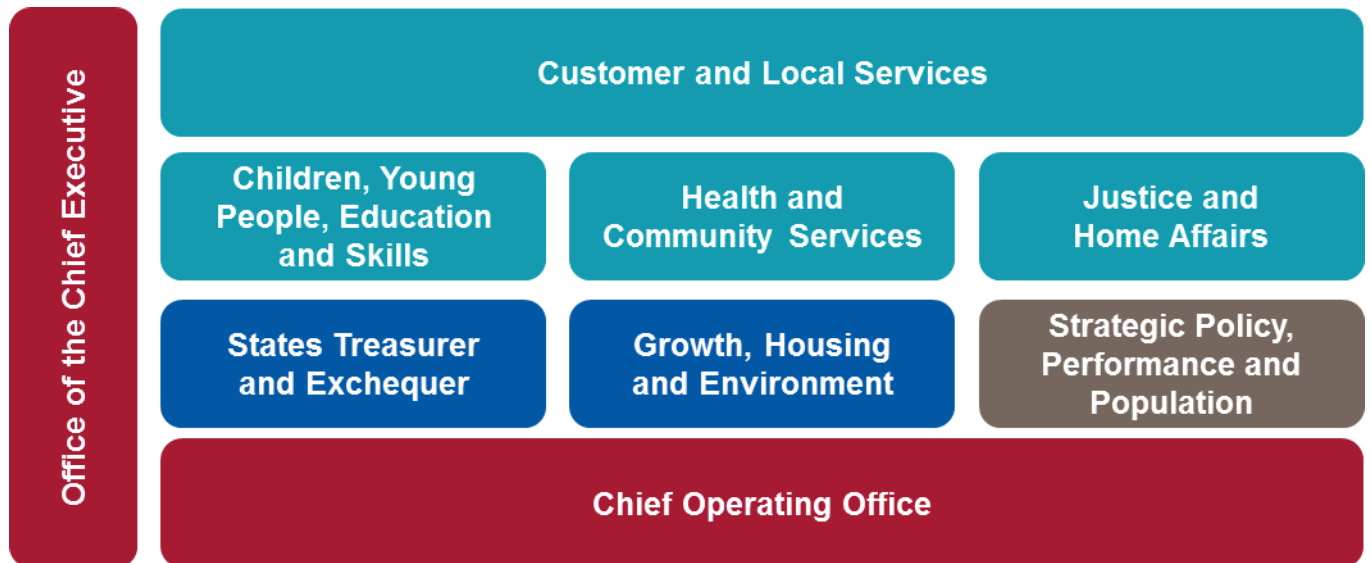 Office of the Chief Executive
Customer and Local Services
Children, Young
People, Education
and Skills
Health and
Community Services
Justice and
Home Affairs
States Treasurer
and Exchequer
Growth, Housing
and Environment
Strategic Policy,
Performance and
Population
Chief Operating Office